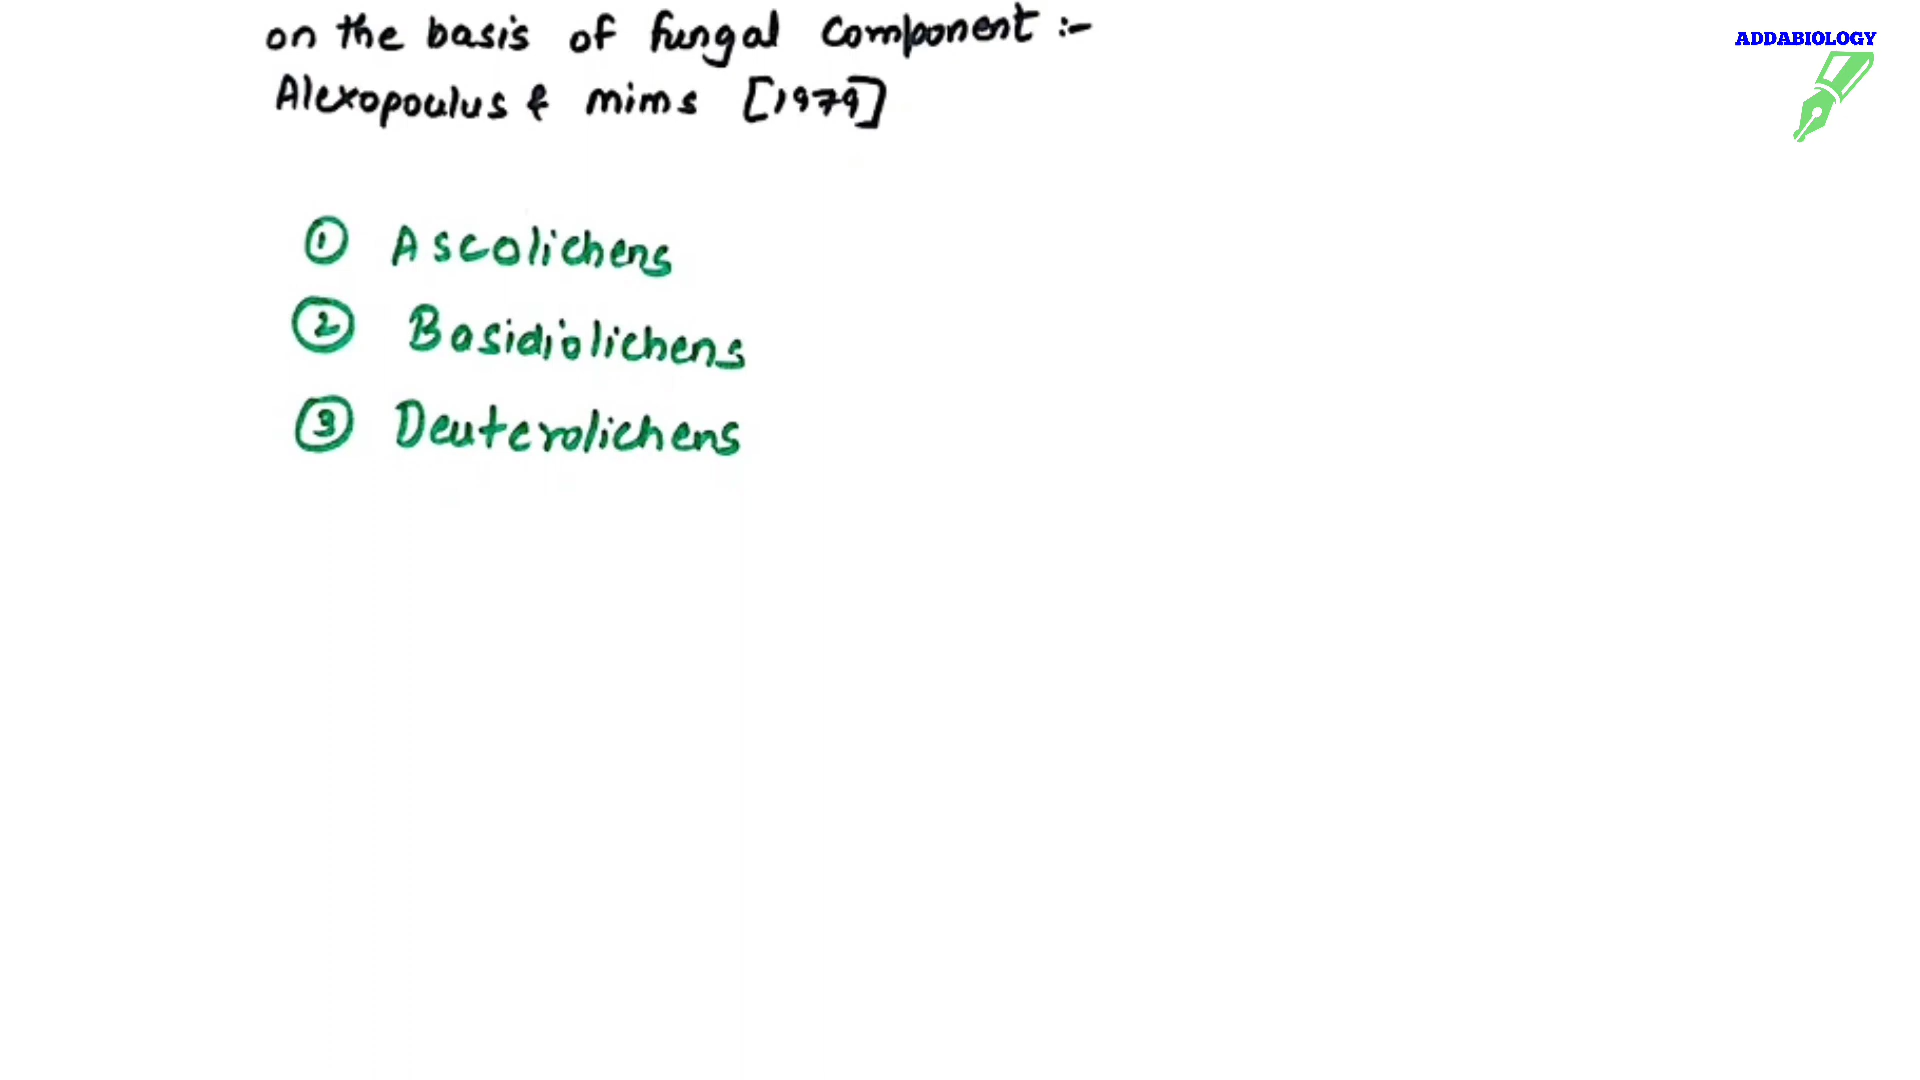 on the basis of fungal component :-
ADDABIOLOGY
Alexopoulus & mims [1979]
① Ascolichens
② Basidiolichens
③ Deuterolichens